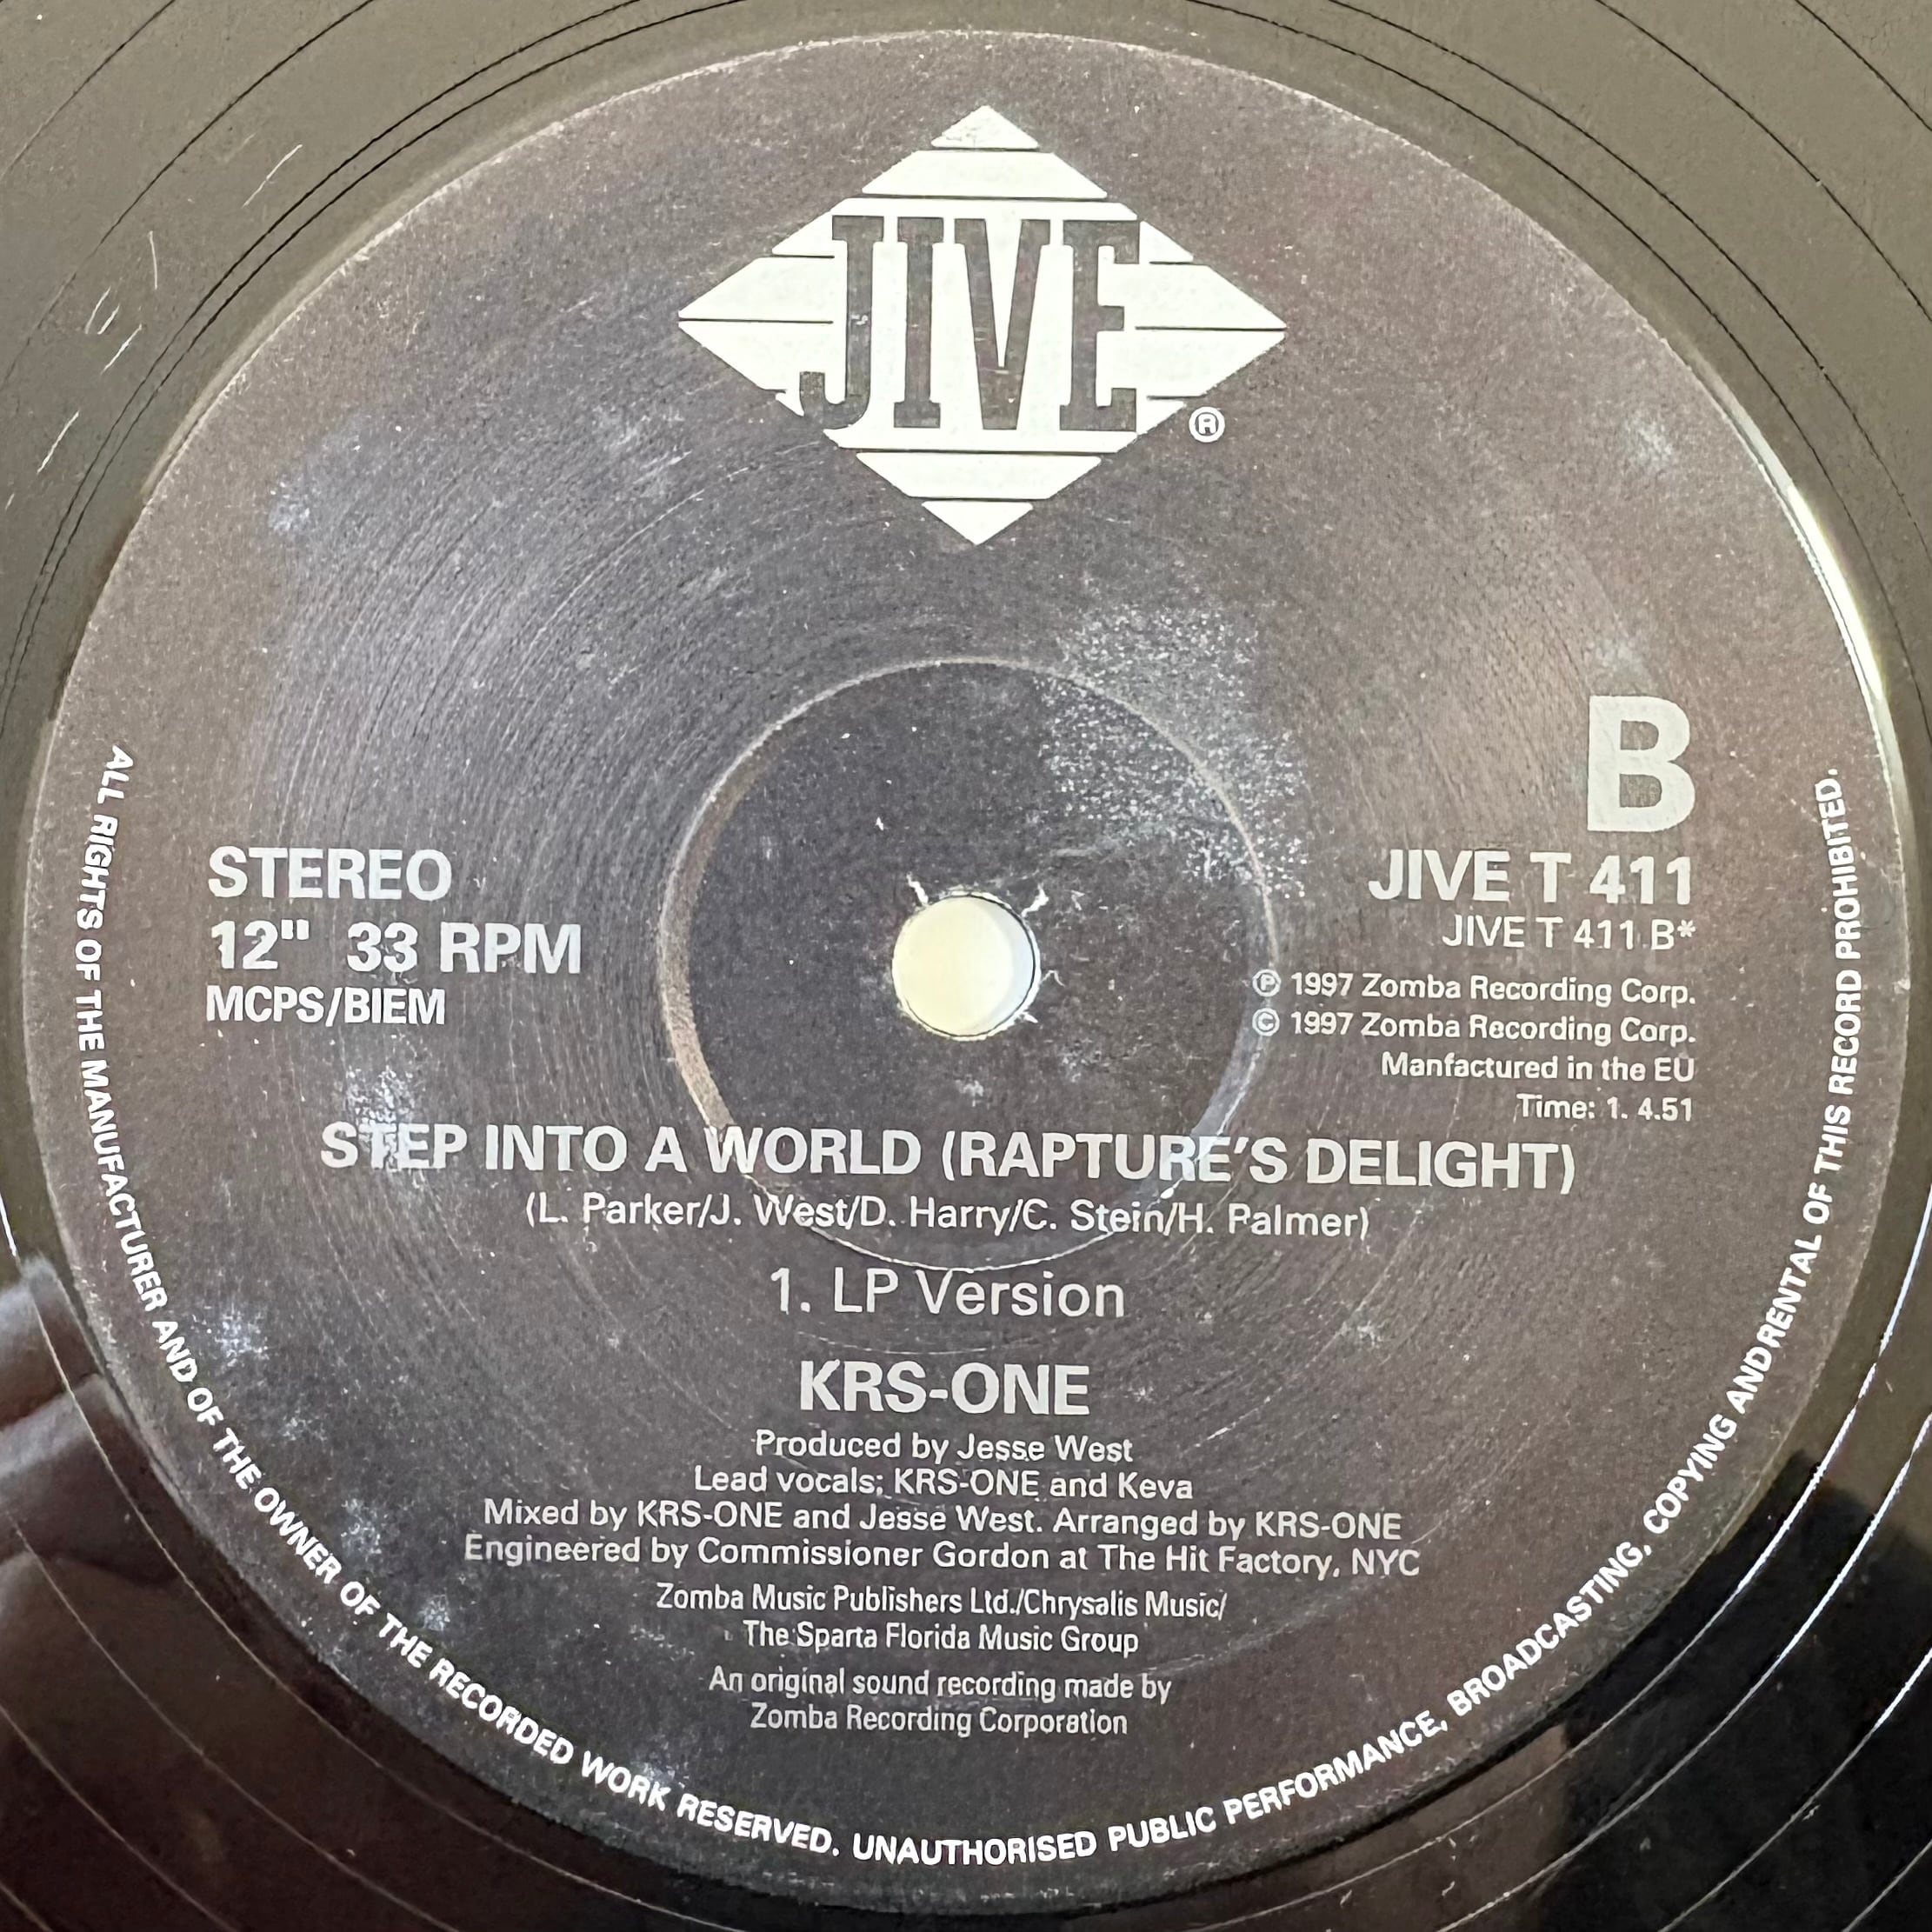 JIVE
®
B
STEREO
12" 33 RPM
MCPS/BIEM
JIVE T 411
JIVE T 411 B*
℗ 1997 Zomba Recording Corp.
© 1997 Zomba Recording Corp.
Manfactured in the EU
Time: 1. 4.51
STEP INTO A WORLD (RAPTURE'S DELIGHT)
(L. Parker/J. West/D. Harry/C. Stein/H. Palmer)
1. LP Version
KRS-ONE
Produced by Jesse West
Lead vocals: KRS-ONE and Keva
Mixed by KRS-ONE and Jesse West. Arranged by KRS-ONE
Engineered by Commissioner Gordon at The Hit Factory, NYC
Zomba Music Publishers Ltd./Chrysalis Music/
The Sparta Florida Music Group
An original sound recording made by
Zomba Recording Corporation
ALL RIGHTS OF THE MANUFACTURER AND OF THE OWNER OF THE RECORDED WORK RESERVED. UNAUTHORISED PUBLIC PERFORMANCE, BROADCASTING, COPYING ANDRENTAL OF THIS RECORD PROHIBITED.